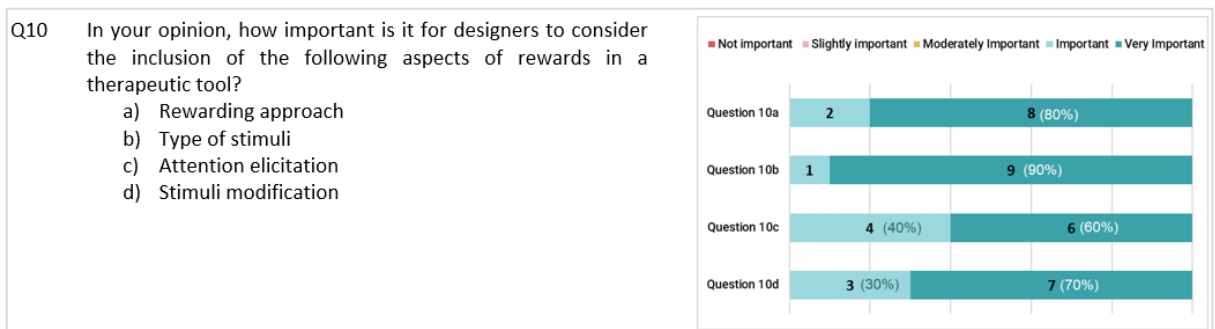 Q10 In your opinion, how important is it for designers to consider
the inclusion of the following aspects of rewards in a
therapeutic tool?
a) Rewarding approach
b) Type of stimuli
c) Attention elicitation
d) Stimuli modification
Not important Slightly important Moderately Important Important Very Important
Question 10a 2 8 (80%)
Question 10b 1 9 (90%)
Question 10c 4 (40%) 6 (60%)
Question 10d 3 (30%) 7 (70%)